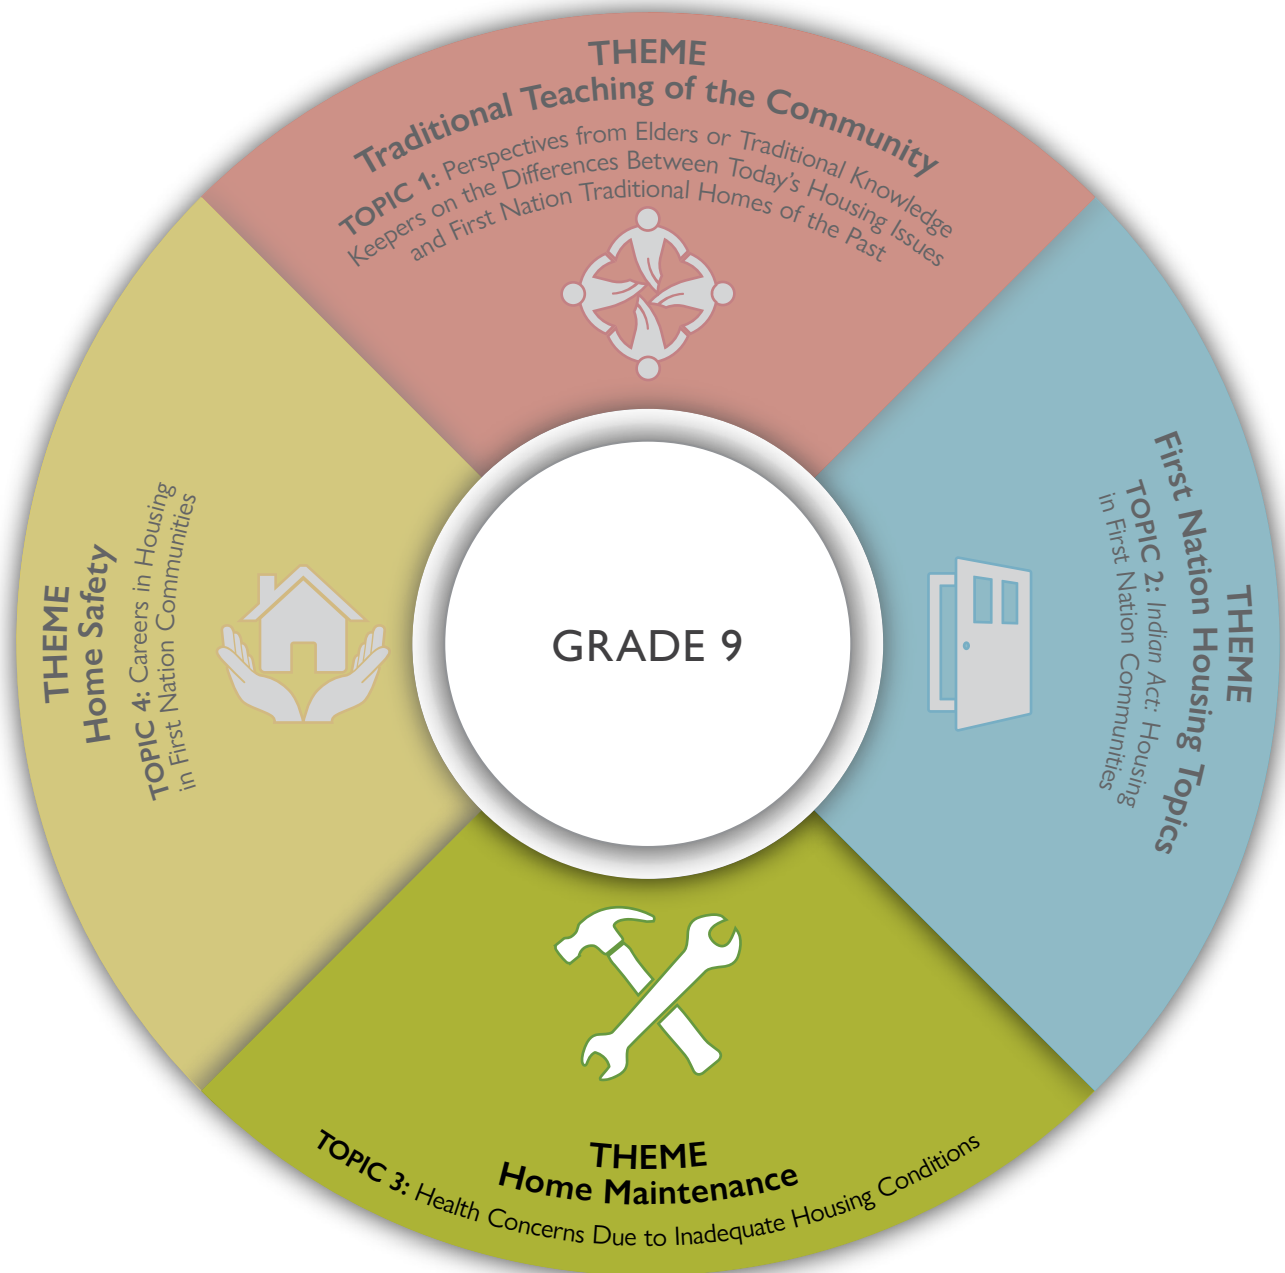 THEME
Traditional Teaching of the Community
TOPIC 1: Perspectives from Elders or Traditional Knowledge
Keepers on the Differences Between Today's Housing Issues
and First Nation Traditional Homes of the Past
THEME
First Nation Housing Topics
TOPIC 2: Indian Act: Housing
in First Nation Communities
GRADE 9
THEME
Home Maintenance
TOPIC 3: Health Concerns Due to Inadequate Housing Conditions
THEME
Home Safety
TOPIC 4: Careers in Housing
in First Nation Communities